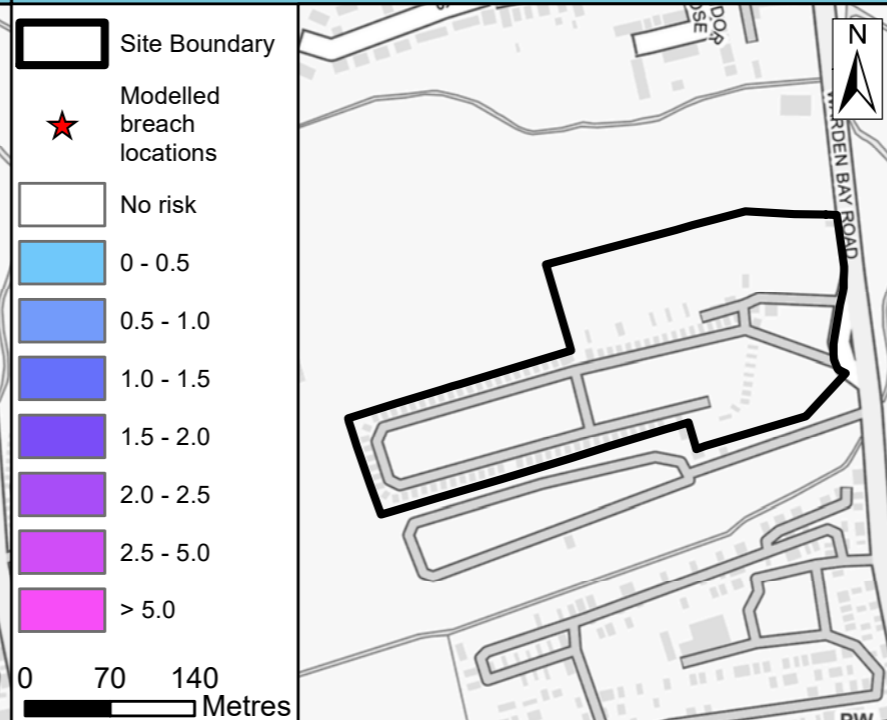 Site Boundary
Modelled
breach
locations
No risk
0 - 0.5
0.5 - 1.0
1.0 - 1.5
1.5 - 2.0
2.0 - 2.5
2.5 - 5.0
> 5.0
0 70 140
Metres
N
WARDEN BAY ROAD